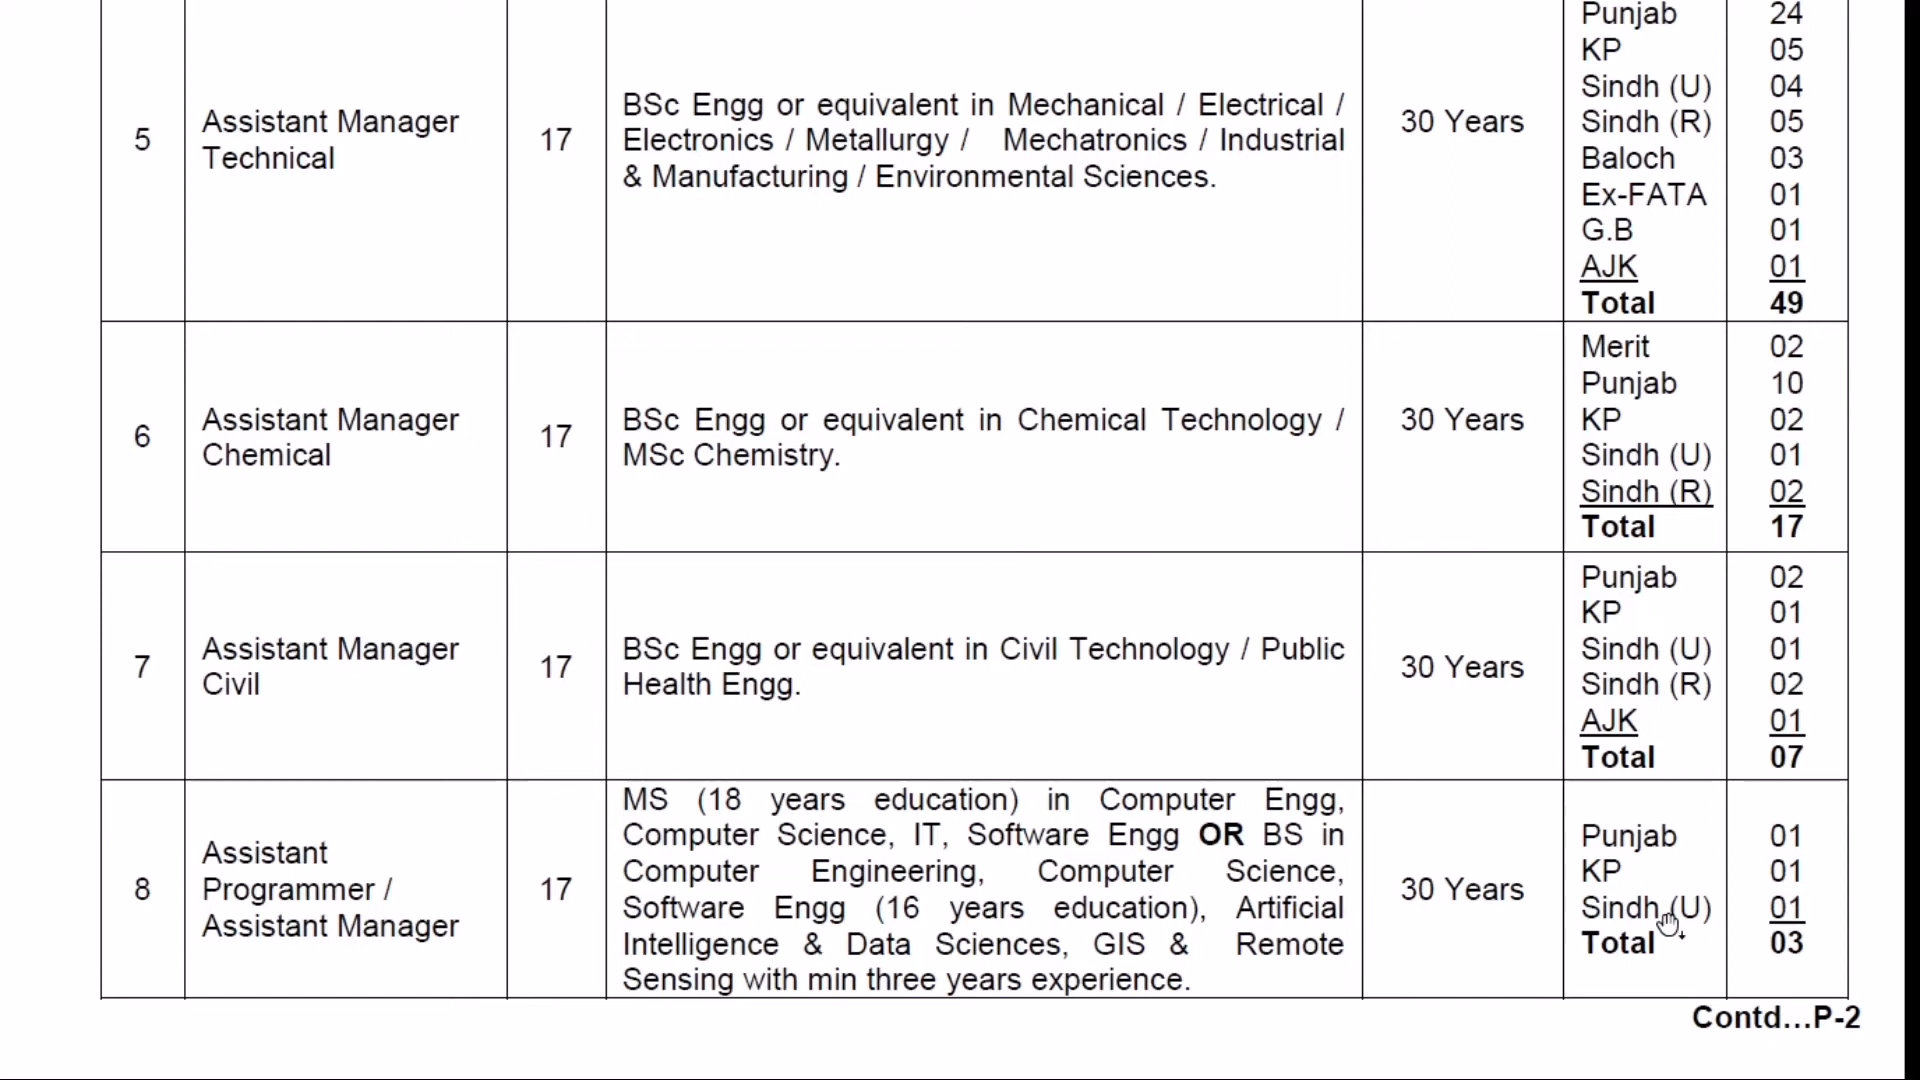 5
Assistant Manager
Technical
17
BSc Engg or equivalent in Mechanical / Electrical /
Electronics / Metallurgy / Mechatronics / Industrial
& Manufacturing / Environmental Sciences.
30 Years
Punjab 24
KP 05
Sindh (U) 04
Sindh (R) 05
Baloch 03
Ex-FATA 01
G.B 01
AJK 01
Total 49
6
Assistant Manager
Chemical
17
BSc Engg or equivalent in Chemical Technology /
MSc Chemistry.
30 Years
Merit 02
Punjab 10
KP 02
Sindh (U) 01
Sindh (R) 02
Total 17
7
Assistant Manager
Civil
17
BSc Engg or equivalent in Civil Technology / Public
Health Engg.
30 Years
Punjab 02
KP 01
Sindh (U) 01
Sindh (R) 02
AJK 01
Total 07
8
Assistant
Programmer /
Assistant Manager
17
MS (18 years education) in Computer Engg,
Computer Science, IT, Software Engg OR BS in
Computer Engineering, Computer Science,
Software Engg (16 years education), Artificial
Intelligence & Data Sciences, GIS & Remote
Sensing with min three years experience.
30 Years
Punjab 01
KP 01
Sindh (U) 01
Total 03
Contd...P-2